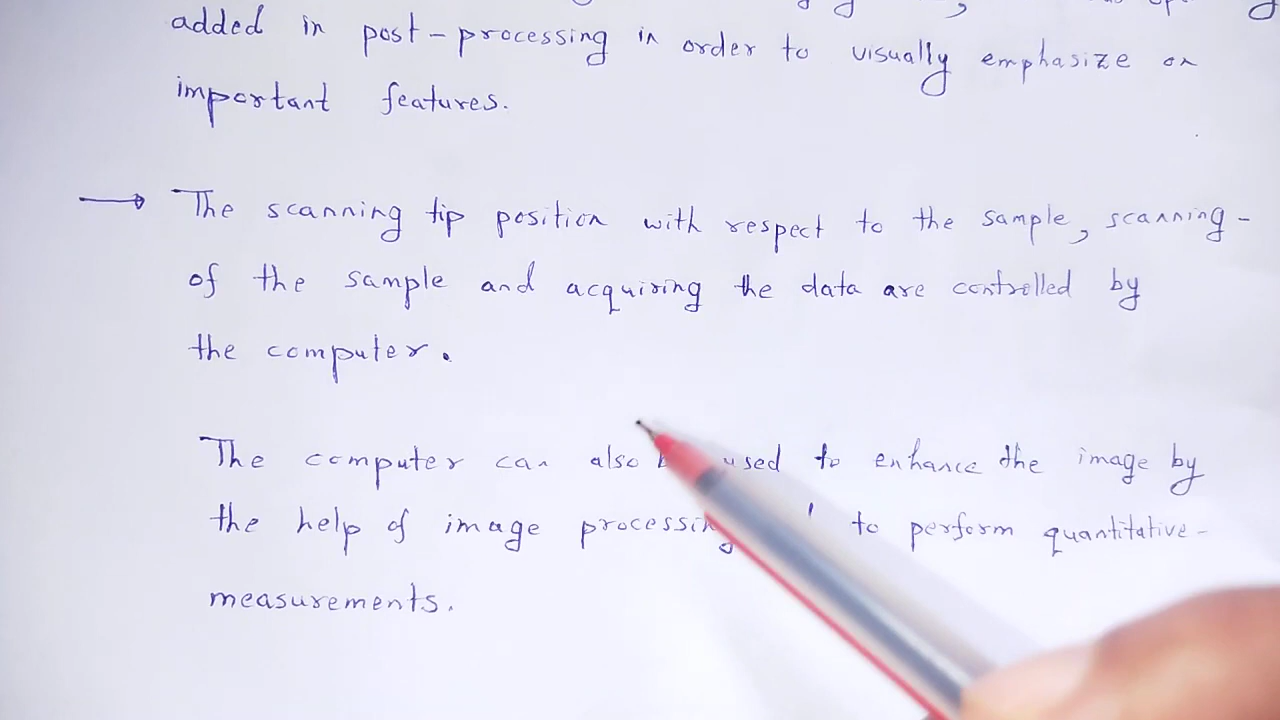 added in post-processing in order to visually emphasize on
important features.
→ The scanning tip position with respect to the sample, scanning-
of the sample and acquiring the data are controlled by
the computer.
The computer can also used to enhance the image by
the help of image processing to perform quantitative-
measurements.